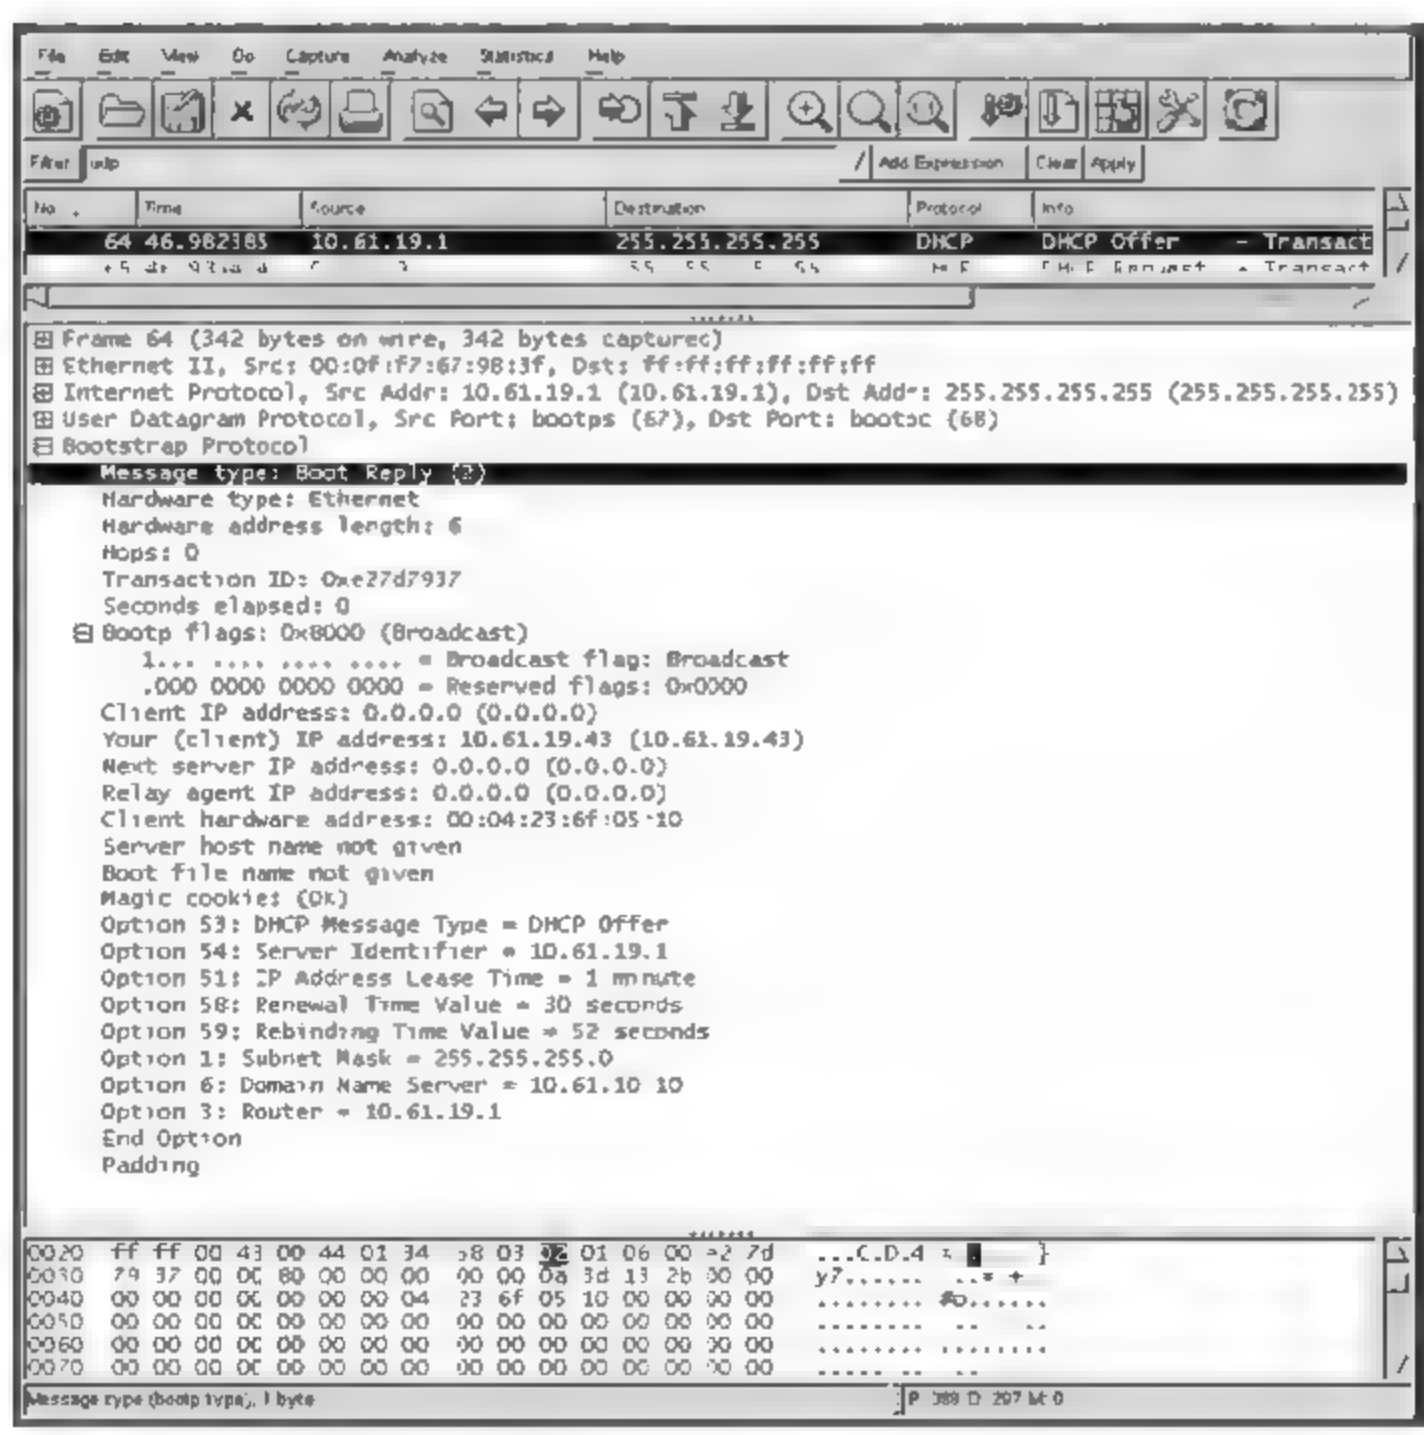 File Edit View Go Capture Analyze Statistics Help
Filter udp / Add Expression Clear Apply
No . Time Source Destination Protocol Info
64 46.982385 10.61.19.1 255.255.255.255 DHCP DHCP Offer - Transact
Frame 64 (342 bytes on wire, 342 bytes captured)
Ethernet II, Src: 00:0f:f7:67:98:3f, Dst: ff:ff:ff:ff:ff:ff
Internet Protocol, Src Addr: 10.61.19.1 (10.61.19.1), Dst Addr: 255.255.255.255 (255.255.255.255)
User Datagram Protocol, Src Port: bootps (67), Dst Port: bootpc (68)
Bootstrap Protocol
Message type: Boot Reply (2)
Hardware type: Ethernet
Hardware address length: 6
Hops: 0
Transaction ID: 0xe27d7937
Seconds elapsed: 0
Bootp flags: 0x8000 (Broadcast)
1... .... .... .... = Broadcast flag: Broadcast
.000 0000 0000 0000 = Reserved flags: 0x0000
Client IP address: 0.0.0.0 (0.0.0.0)
Your (client) IP address: 10.61.19.43 (10.61.19.43)
Next server IP address: 0.0.0.0 (0.0.0.0)
Relay agent IP address: 0.0.0.0 (0.0.0.0)
Client hardware address: 00:04:23:6f:05:10
Server host name not given
Boot file name not given
Magic cookie: (OK)
Option 53: DHCP Message Type = DHCP Offer
Option 54: Server Identifier = 10.61.19.1
Option 51: IP Address Lease Time = 1 minute
Option 58: Renewal Time Value = 30 seconds
Option 59: Rebinding Time Value = 52 seconds
Option 1: Subnet Mask = 255.255.255.0
Option 6: Domain Name Server = 10.61.10.10
Option 3: Router = 10.61.19.1
End Option
Padding
0020 ff ff 00 43 00 44 01 34 03 02 01 06 00 e2 7d ...C.D.4 }
0030 79 37 00 00 80 00 00 00 00 00 0a 3d 13 2b 00 00 y7......
0040 00 00 00 00 00 00 00 04 23 6f 05 10 00 00 00 00 ........ #o......
0050 00 00 00 00 00 00 00 00 00 00 00 00 00 00 00 00
0060 00 00 00 00 00 00 00 00 00 00 00 00 00 00 00 00 ........ ........
0070 00 00 00 00 00 00 00 00 00 00 00 00 00 00 00 00
Message type (bootp.type), 1 byte P: 389 D: 297 M: 0